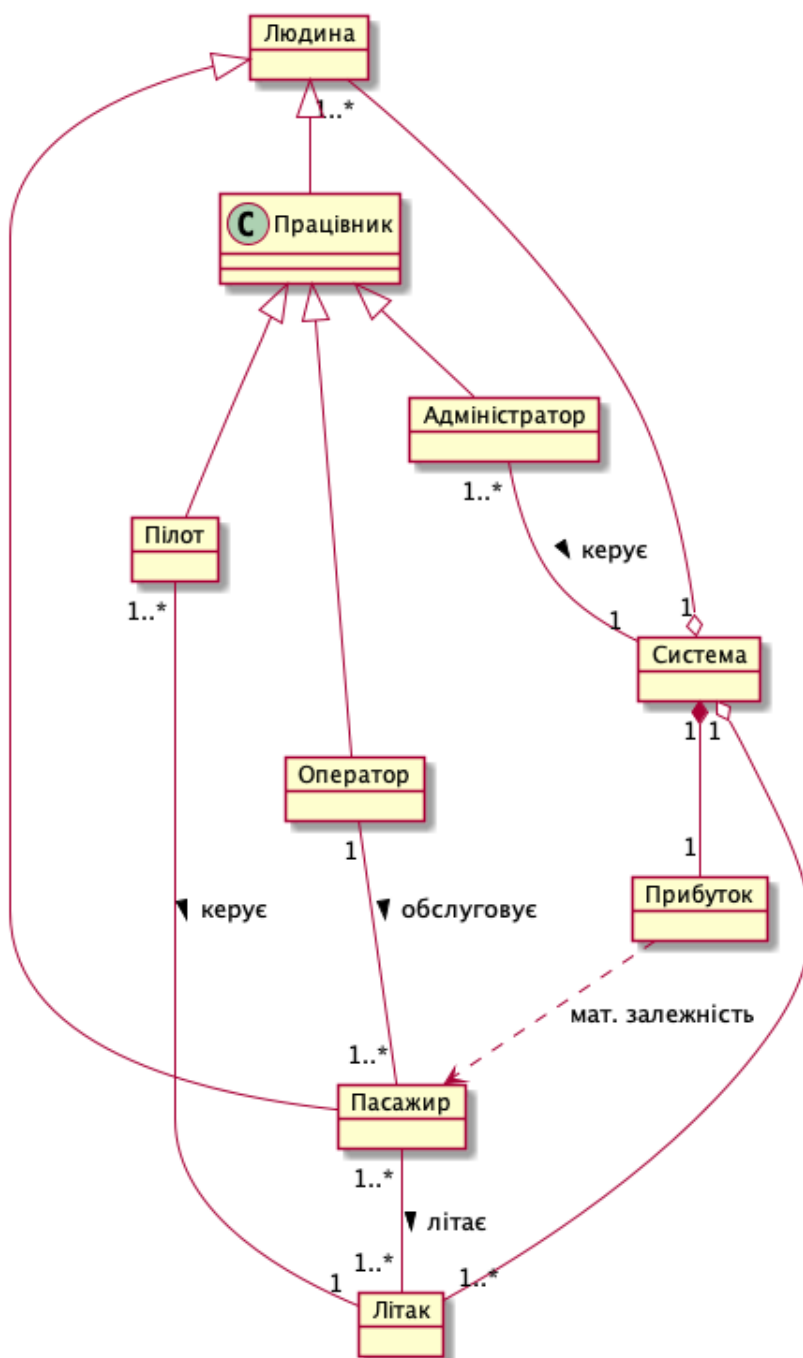 Людина
1..*
C Працівник
Адміністратор
1..*
Пілот
1..*
керує
1
1
Система
1
1
Оператор
1
1
Прибуток
керує
обслуговує
мат. залежність
1..*
Пасажир
1..*
літає
1..*
1..*
1
Літак